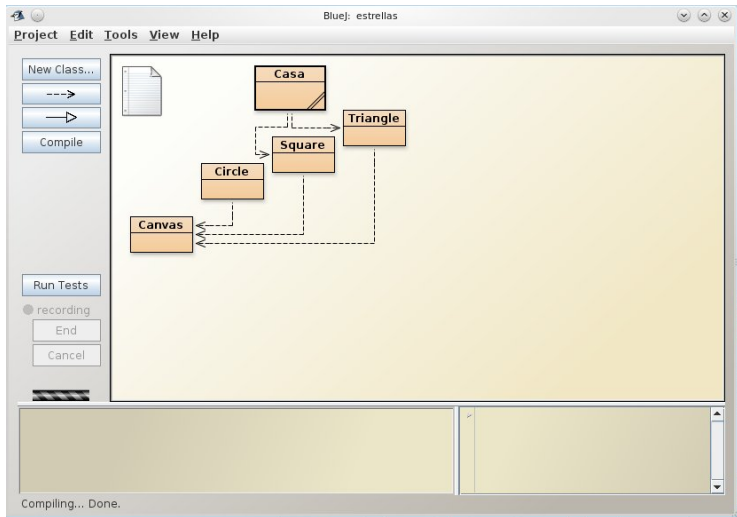 BlueJ: estrellas
Project Edit Tools View Help
New Class...
Compile
Casa
Triangle
Square
Circle
Canvas
Run Tests
recording
End
Cancel
Compiling... Done.